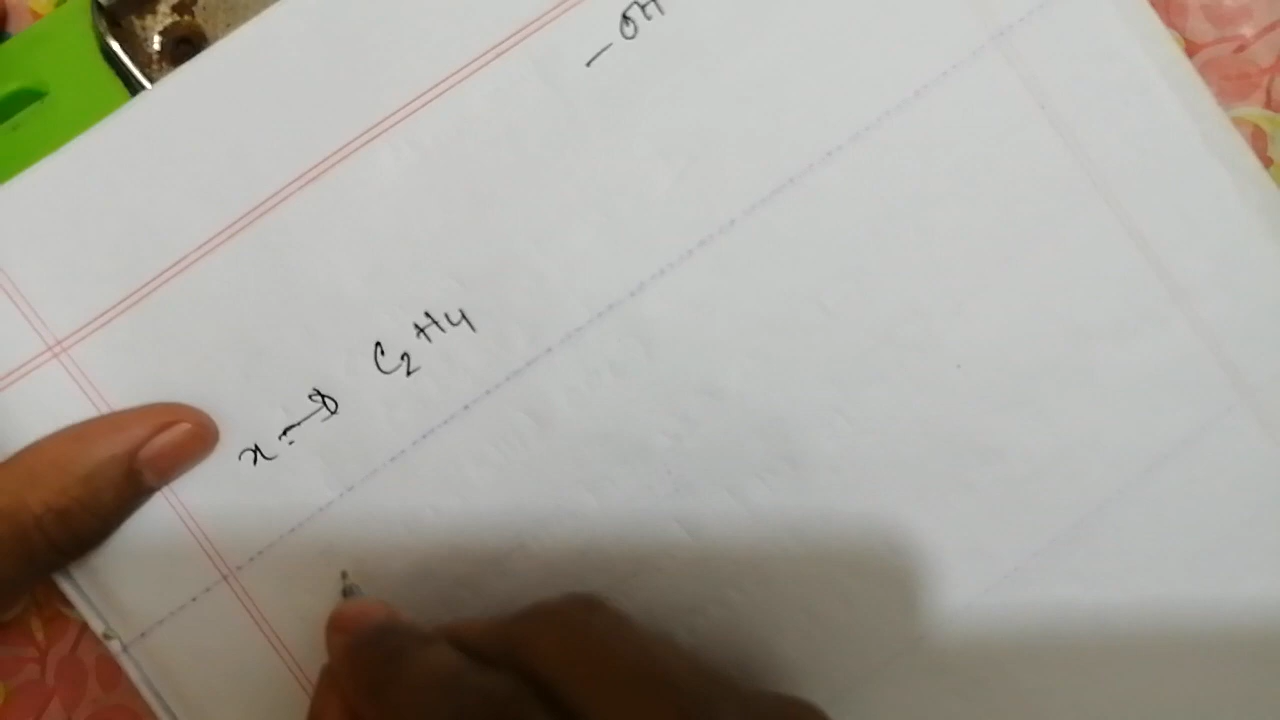 - OH
x → C2H4